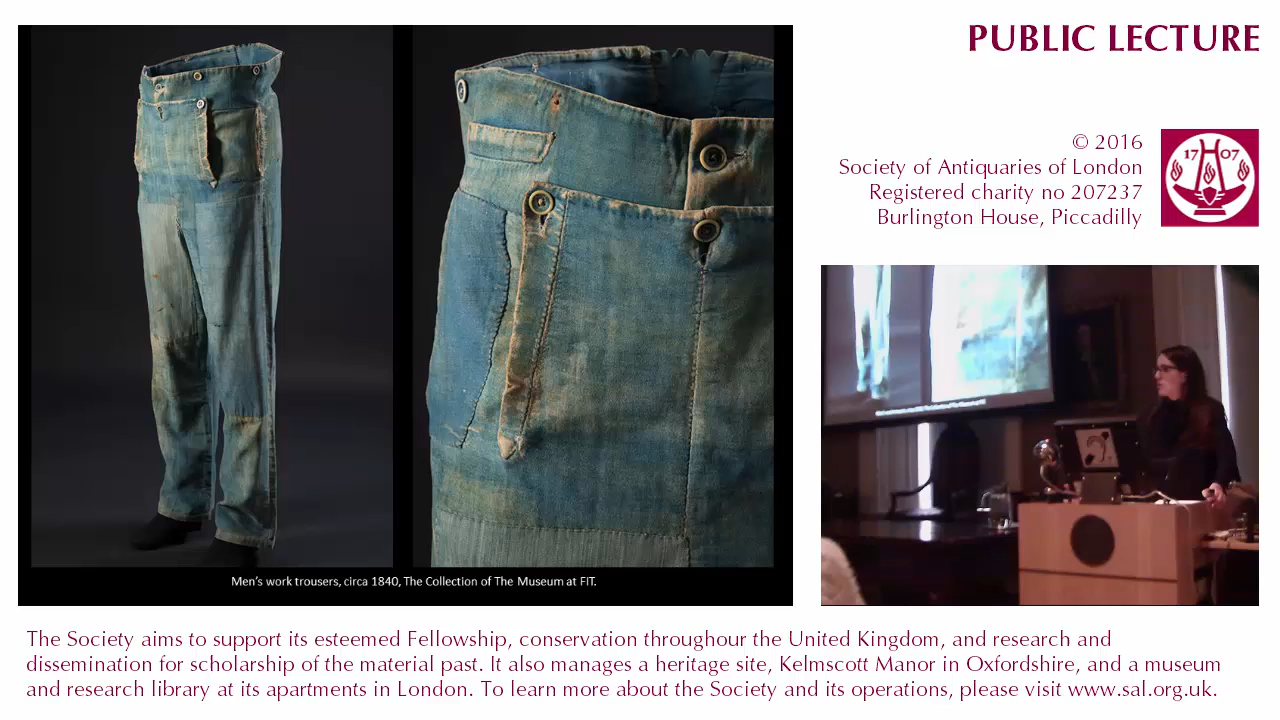 PUBLIC LECTURE
© 2016
Society of Antiquaries of London
Registered charity no 207237
Burlington House, Piccadilly
17 07
Men's work trousers, circa 1840, The Collection of The Museum at FIT.
The Society aims to support its esteemed Fellowship, conservation throughour the United Kingdom, and research and
dissemination for scholarship of the material past. It also manages a heritage site, Kelmscott Manor in Oxfordshire, and a museum
and research library at its apartments in London. To learn more about the Society and its operations, please visit www.sal.org.uk.